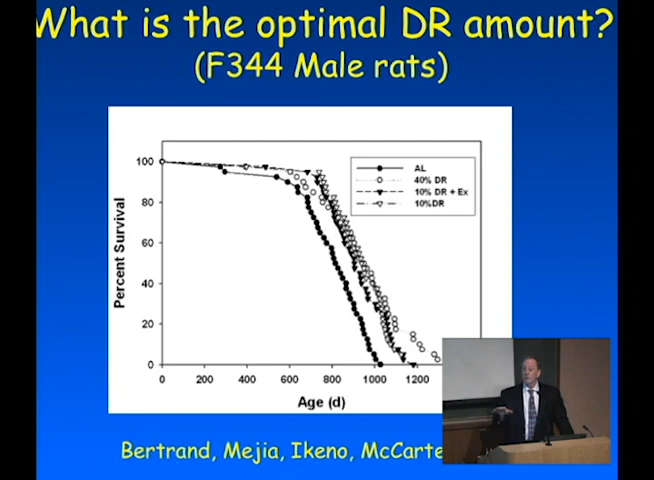 What is the optimal DR amount?
(F344 Male rats)
AL
40% DR
10% DR + Ex
10%DR
100
80
60
40
20
0
Percent Survival
0 200 400 600 800 1000 1200
Age (d)
Bertrand, Mejia, Ikeno, McCarte